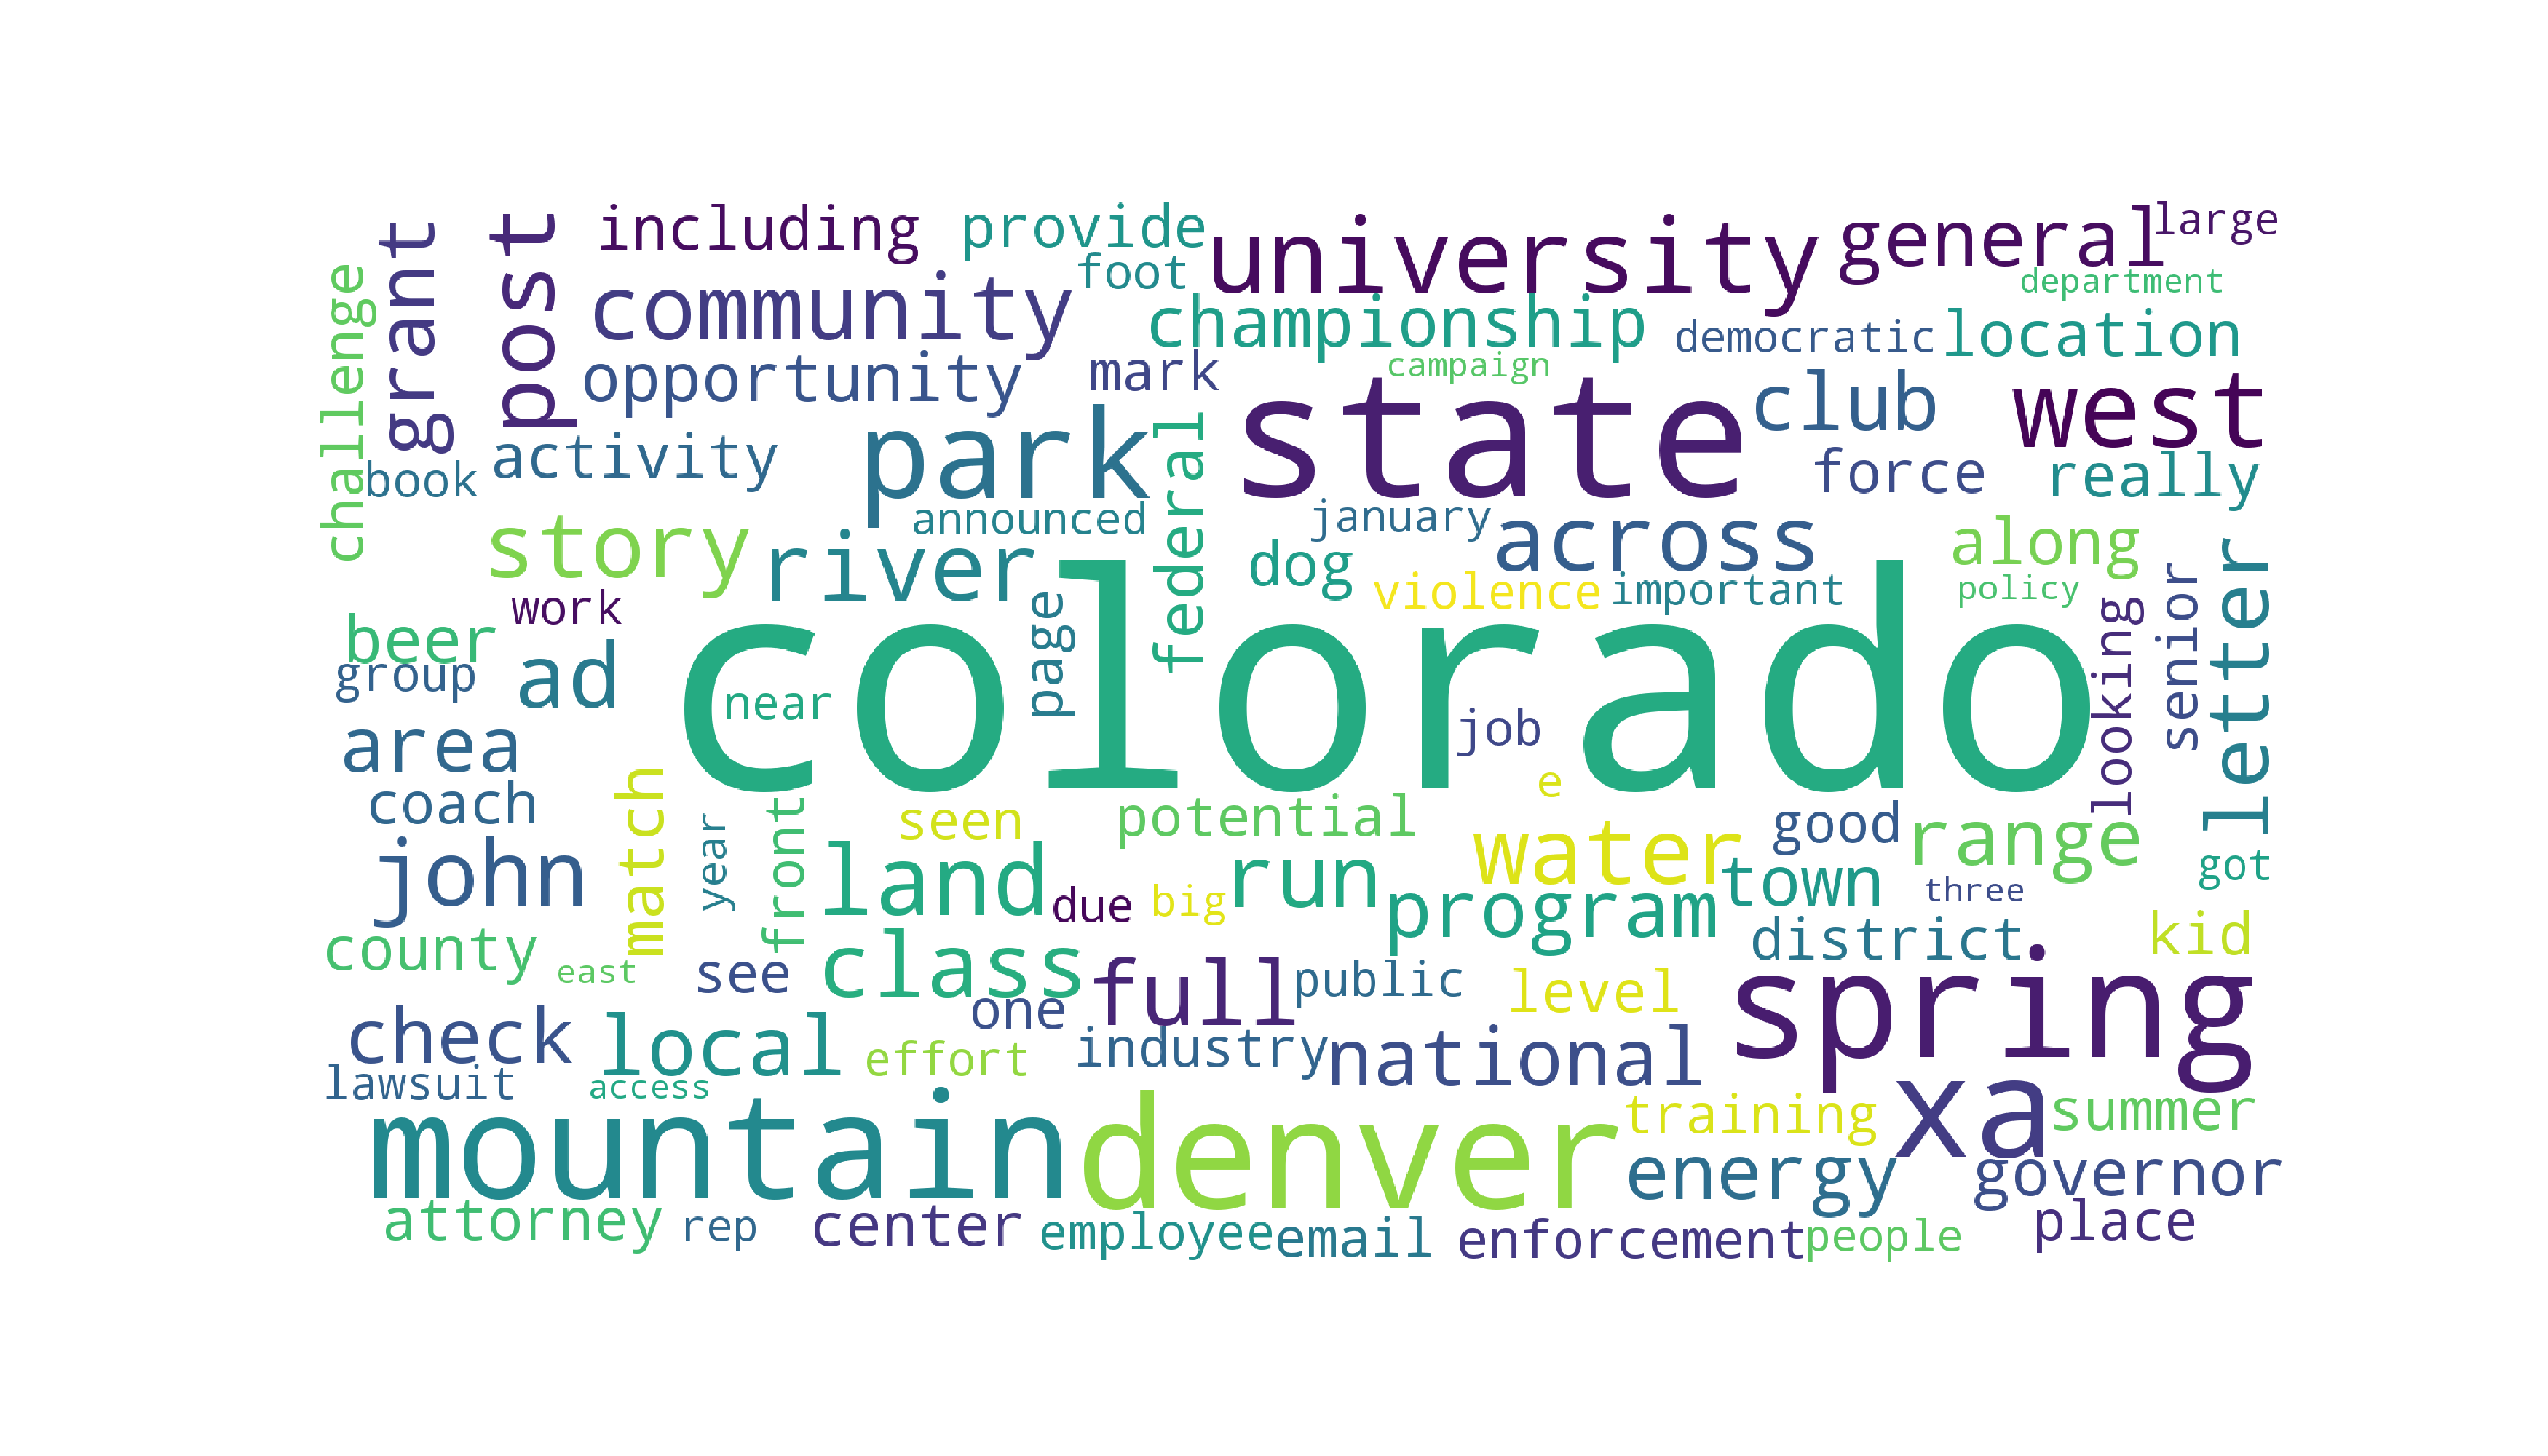 including
provide
large
university
general
grant
post
foot
department
community
championship
democratic
location
challenge
opportunity
mark
campaign
state
club
west
park
federal
book
activity
force
really
announced
january
across
story
river
dog
along
violence
important
policy
letter
senior
looking
page
work
beer
group
ad
colorado
near
job
area
coach
match
year
front
seen
potential
e
water
good
range
got
john
land
due
big
run
program
town
three
county
east
see
class
one
full
public
level
district
kid
spring
check
local
effort
industry
national
lawsuit
access
mountain
denver
training
xa
summer
energy
governor
attorney
rep
center
employee
email
enforcement
people
place